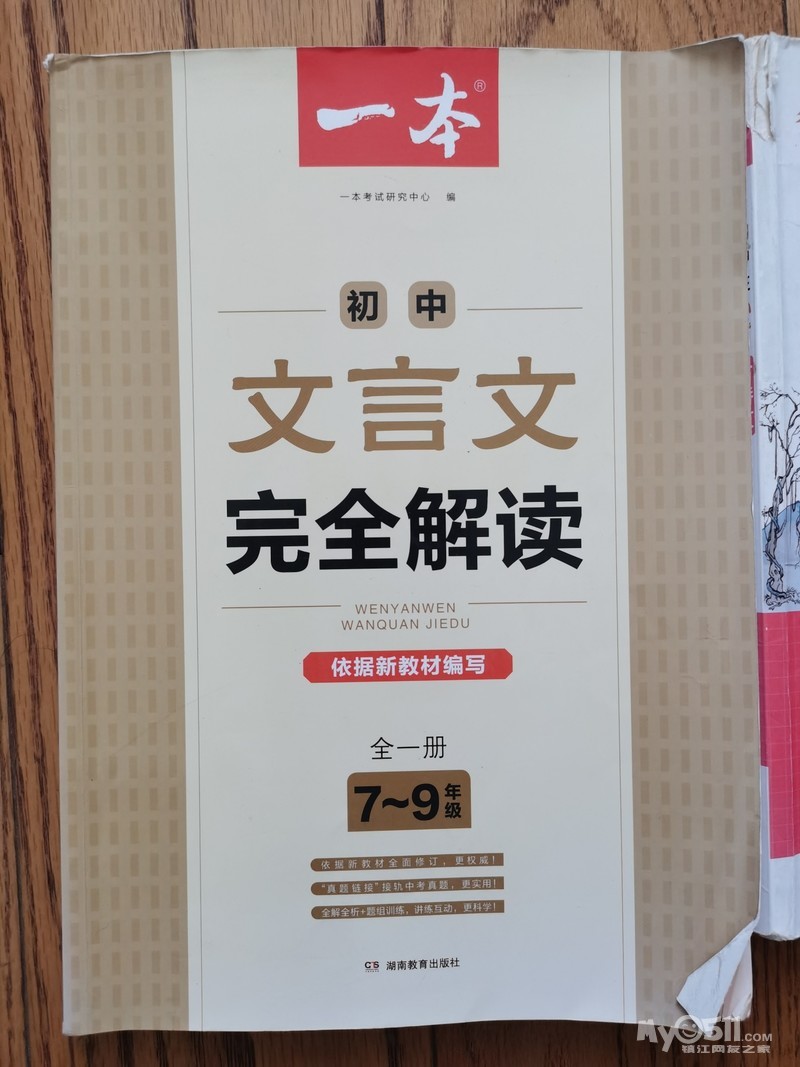 一本®
一本考试研究中心 编
初中
文言文
完全解读
WENYANWEN
WANQUAN JIEDU
依据新教材编写
全一册
7~9年级
依据新教材全面修订，更权威！
“真题链接”接轨中考真题，更实用！
全解全析+题组训练，讲练互动，更科学！
湖南教育出版社
My0511.COM
镇江网友之家